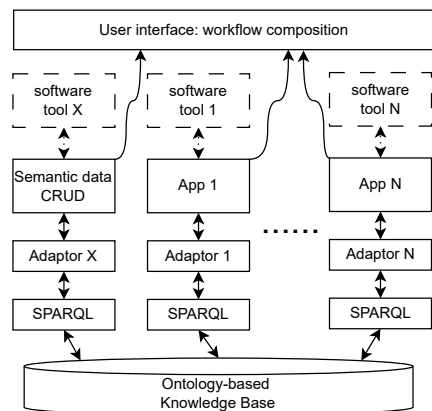 User interface: workflow composition
software
tool X
software
tool 1
software
tool N
Semantic data
CRUD
App 1
App N
......
Adaptor X
Adaptor 1
Adaptor N
SPARQL
SPARQL
SPARQL
Ontology-based
Knowledge Base